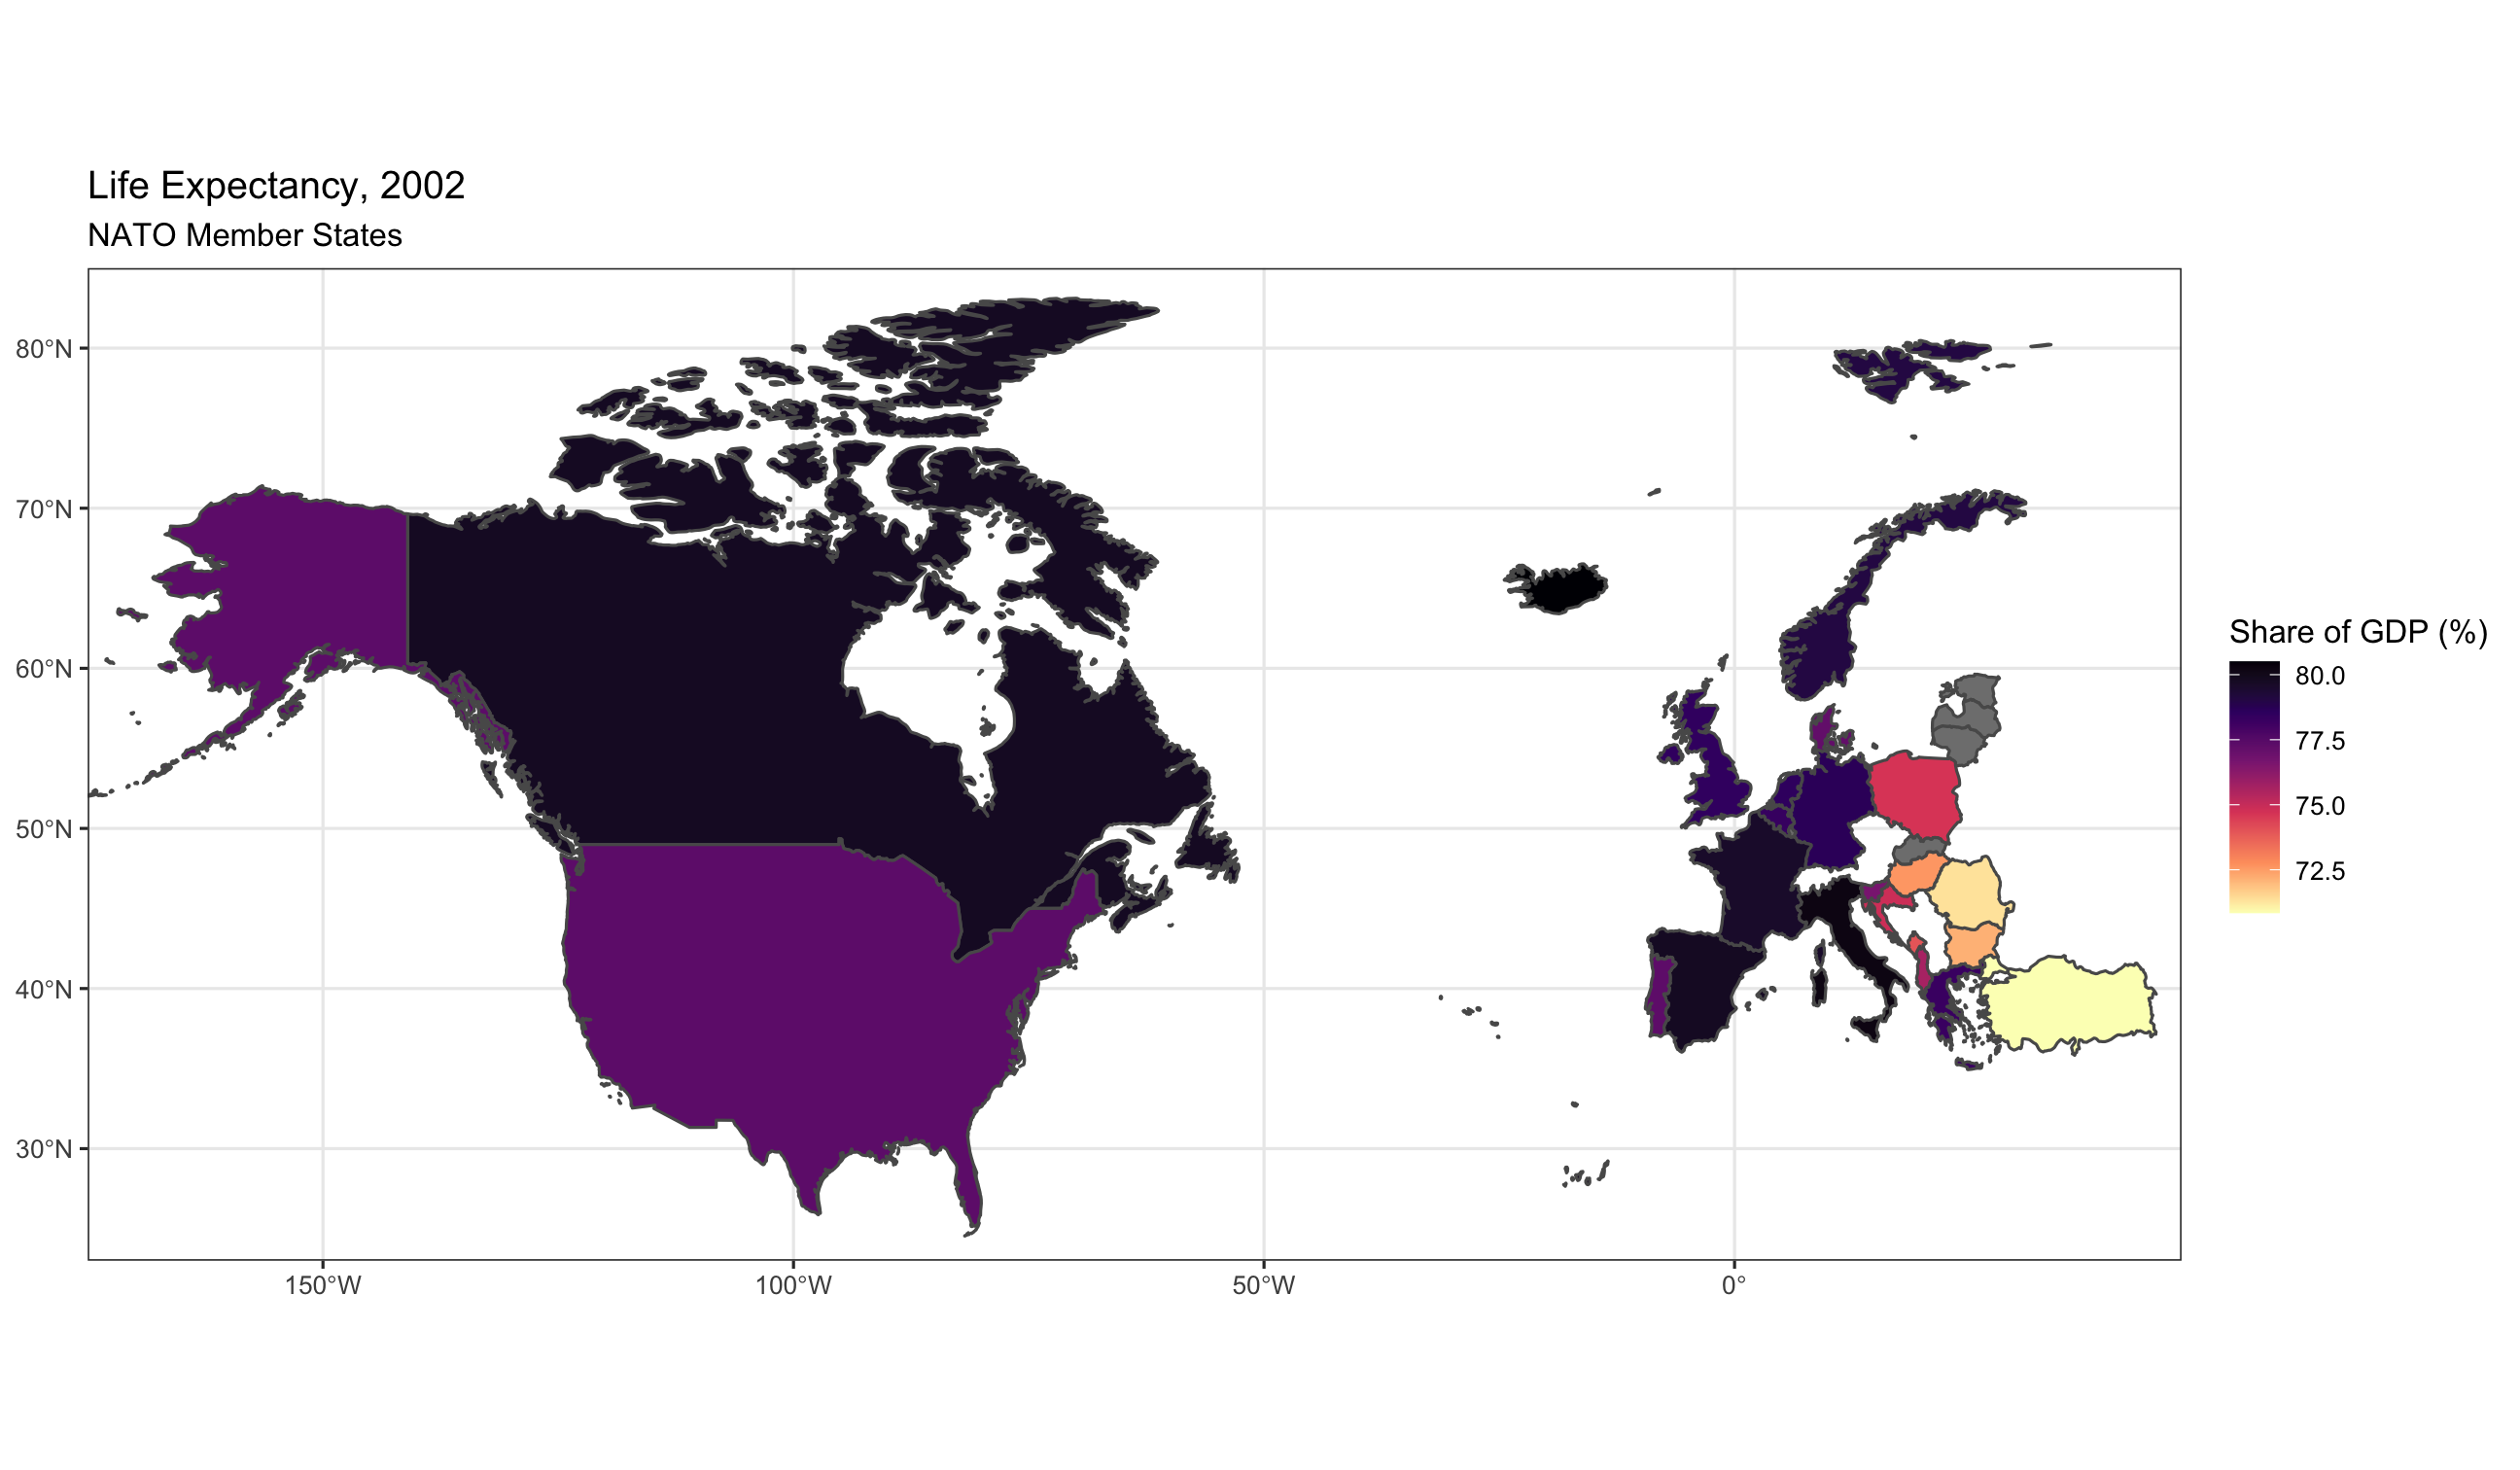 Life Expectancy, 2002
NATO Member States
80°N
70°N
60°N
50°N
40°N
30°N
150°W
100°W
50°W
0°
Share of GDP (%)
80.0
77.5
75.0
72.5